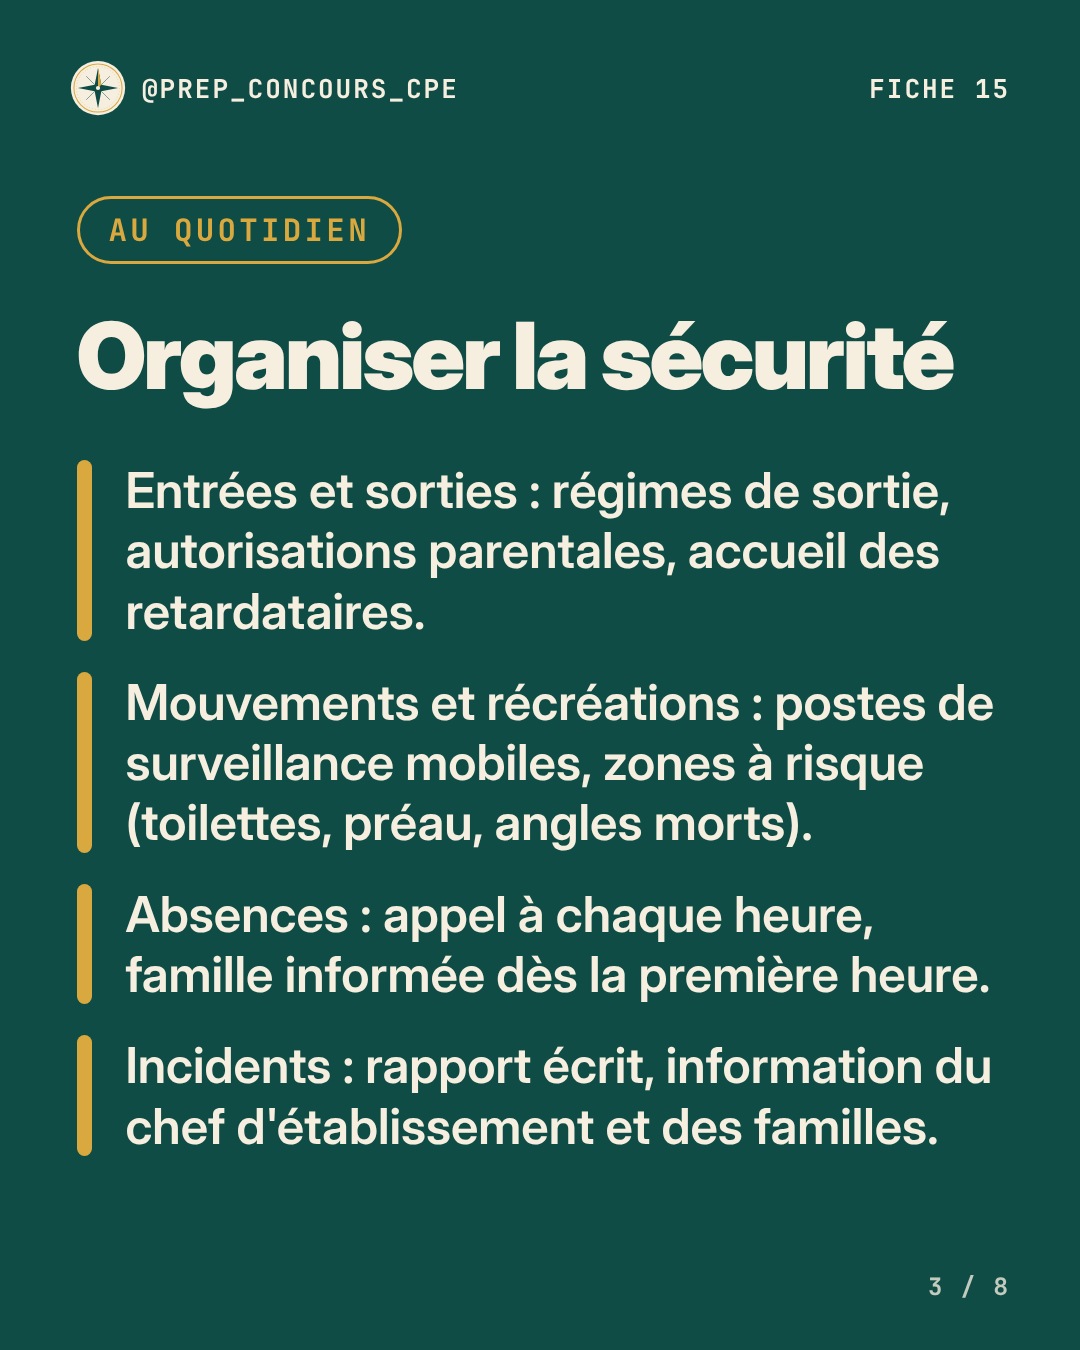 @PREP_CONCOURS_CPE
FICHE 15
AU QUOTIDIEN
Organiser la sécurité
Entrées et sorties : régimes de sortie,
autorisations parentales, accueil des
retardataires.
Mouvements et récréations : postes de
surveillance mobiles, zones à risque
(toilettes, préau, angles morts).
Absences : appel à chaque heure,
famille informée dès la première heure.
Incidents : rapport écrit, information du
chef d'établissement et des familles.
3 / 8